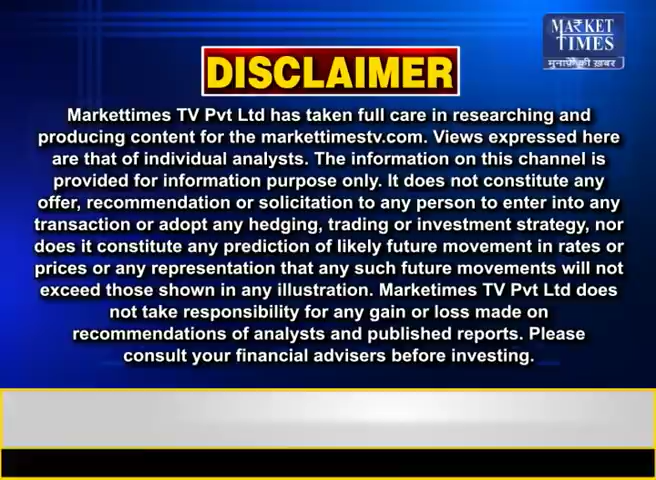 MARKET
TIMES
मुनाफे की ख़बर
DISCLAIMER
Markettimes TV Pvt Ltd has taken full care in researching and
producing content for the markettimestv.com. Views expressed here
are that of individual analysts. The information on this channel is
provided for information purpose only. It does not constitute any
offer, recommendation or solicitation to any person to enter into any
transaction or adopt any hedging, trading or investment strategy, nor
does it constitute any prediction of likely future movement in rates or
prices or any representation that any such future movements will not
exceed those shown in any illustration. Marketimes TV Pvt Ltd does
not take responsibility for any gain or loss made on
recommendations of analysts and published reports. Please
consult your financial advisers before investing.